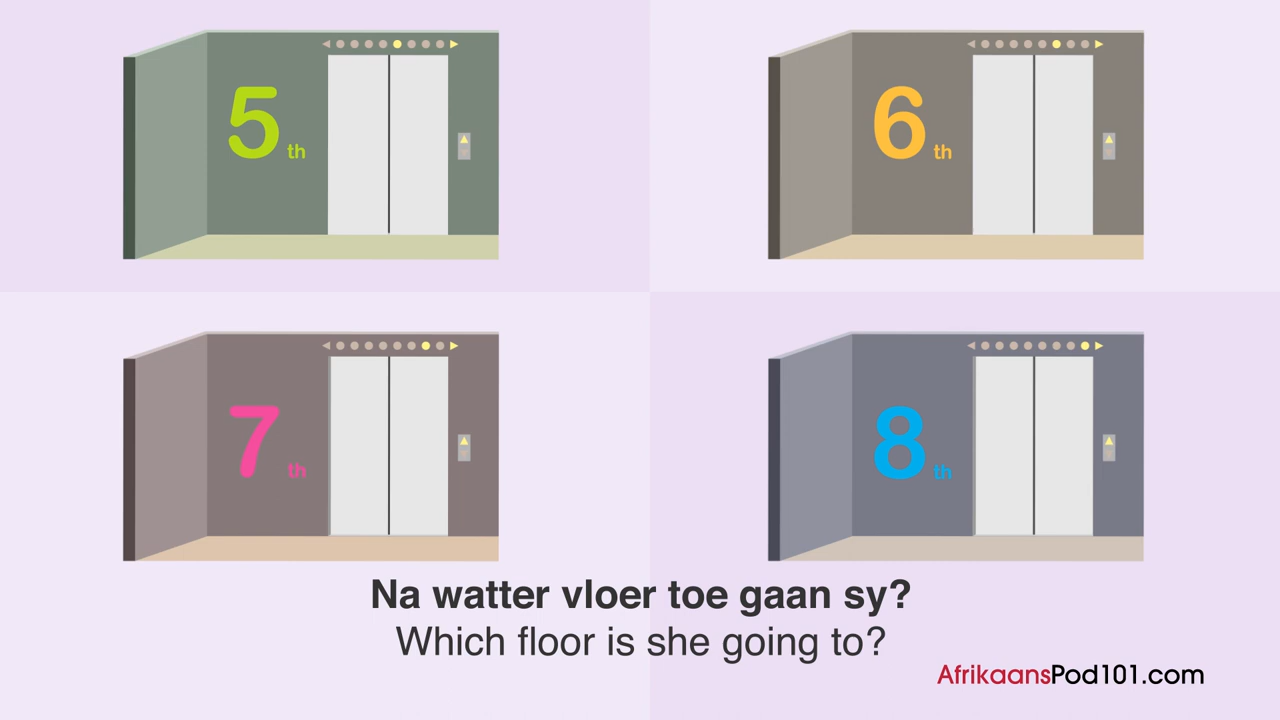 5th
6th
7th
8th
Na watter vloer toe gaan sy?
Which floor is she going to?
AfrikaansPod101.com